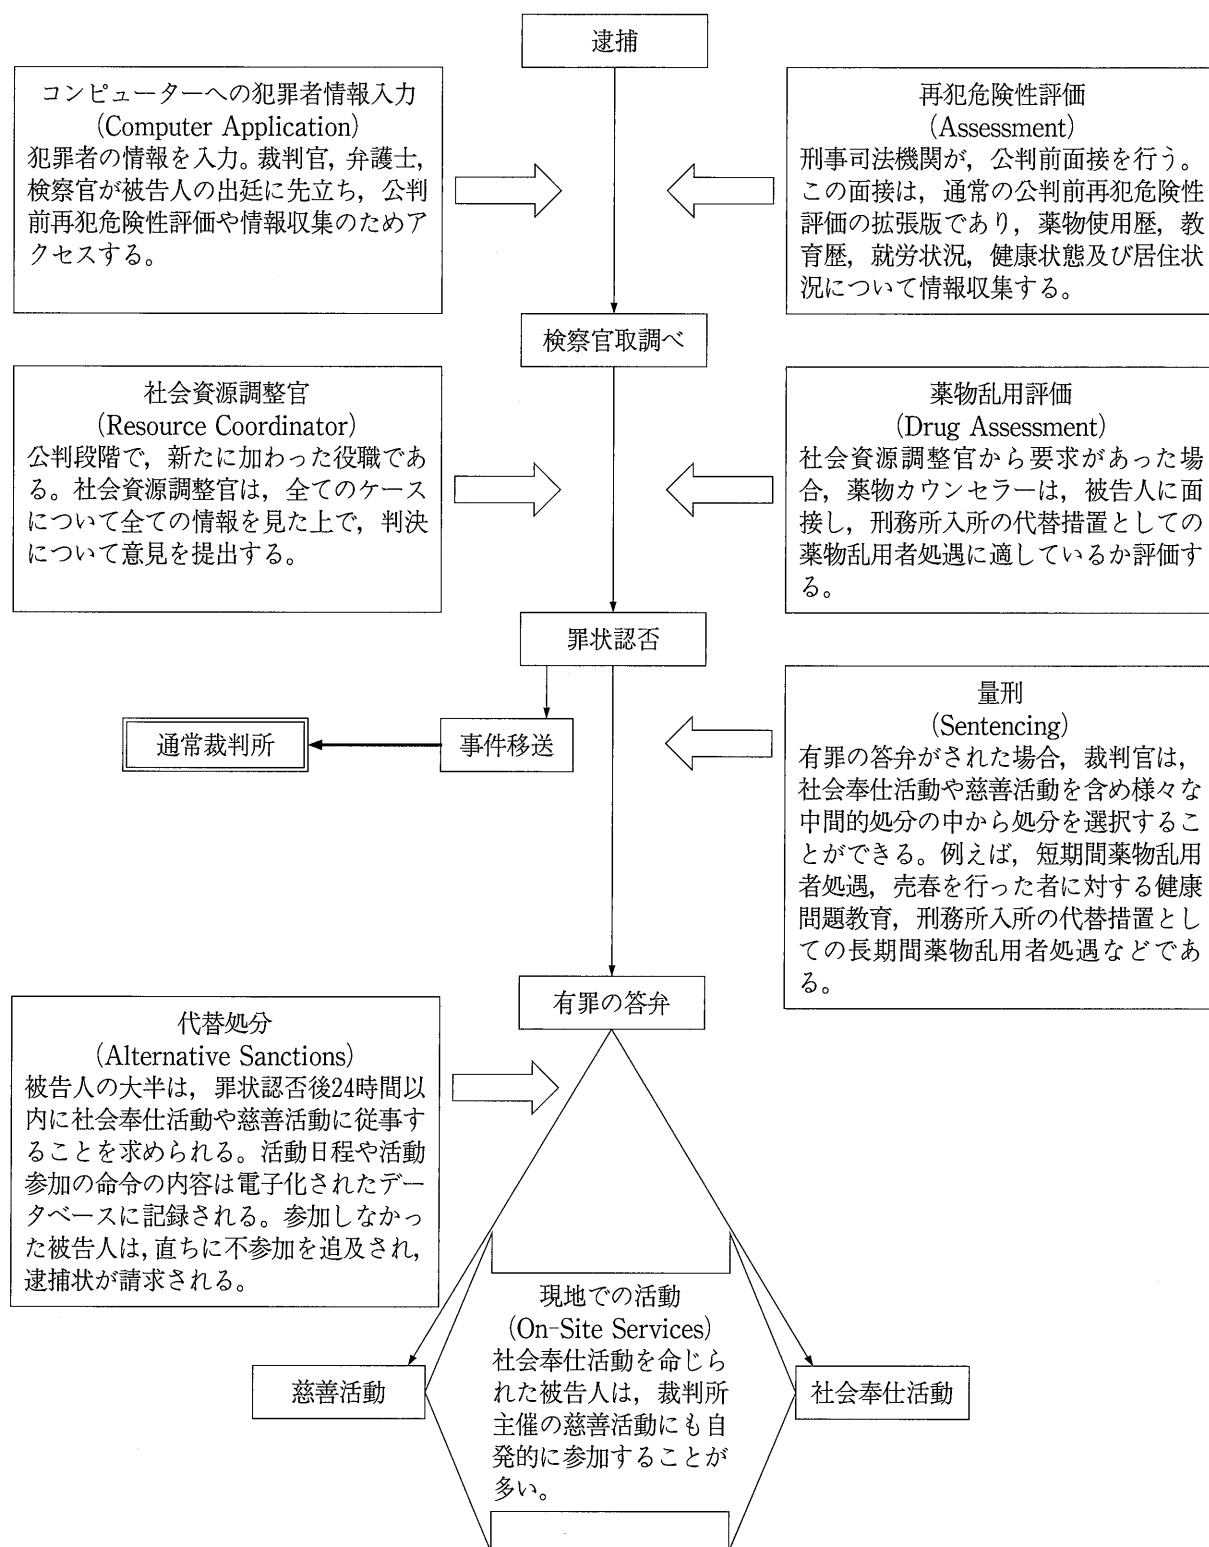 逮捕
コンピューターへの犯罪者情報入力
(Computer Application)
犯罪者の情報を入力。裁判官，弁護士，
検察官が被告人の出廷に先立ち，公判
前再犯危険性評価や情報収集のためア
クセスする。
再犯危険性評価
(Assessment)
刑事司法機関が，公判前面接を行う。
この面接は，通常の公判前再犯危険性
評価の拡張版であり，薬物使用歴，教
育歴，就労状況，健康状態及び居住状
況について情報収集する。
検察官取調べ
社会資源調整官
(Resource Coordinator)
公判段階で，新たに加わった役職であ
る。社会資源調整官は，全てのケース
について全ての情報を見た上で，判決
について意見を提出する。
薬物乱用評価
(Drug Assessment)
社会資源調整官から要求があった場
合，薬物カウンセラーは，被告人に面
接し，刑務所入所の代替措置としての
薬物乱用者処遇に適しているか評価す
る。
罪状認否
通常裁判所
事件移送
量刑
(Sentencing)
有罪の答弁がされた場合，裁判官は，
社会奉仕活動や慈善活動を含め様々な
中間的処分の中から処分を選択するこ
とができる。例えば，短期間薬物乱用
者処遇，売春を行った者に対する健康
問題教育，刑務所入所の代替措置とし
ての長期間薬物乱用者処遇などであ
る。
有罪の答弁
代替処分
(Alternative Sanctions)
被告人の大半は，罪状認否後24時間以
内に社会奉仕活動や慈善活動に従事す
ることを求められる。活動日程や活動
参加の命令の内容は電子化されたデー
タベースに記録される。参加しなかっ
た被告人は，直ちに不参加を追及され，
逮捕状が請求される。
現地での活動
(On-Site Services)
社会奉仕活動を命じら
れた被告人は，裁判所
主催の慈善活動にも自
発的に参加することが
多い。
慈善活動
社会奉仕活動